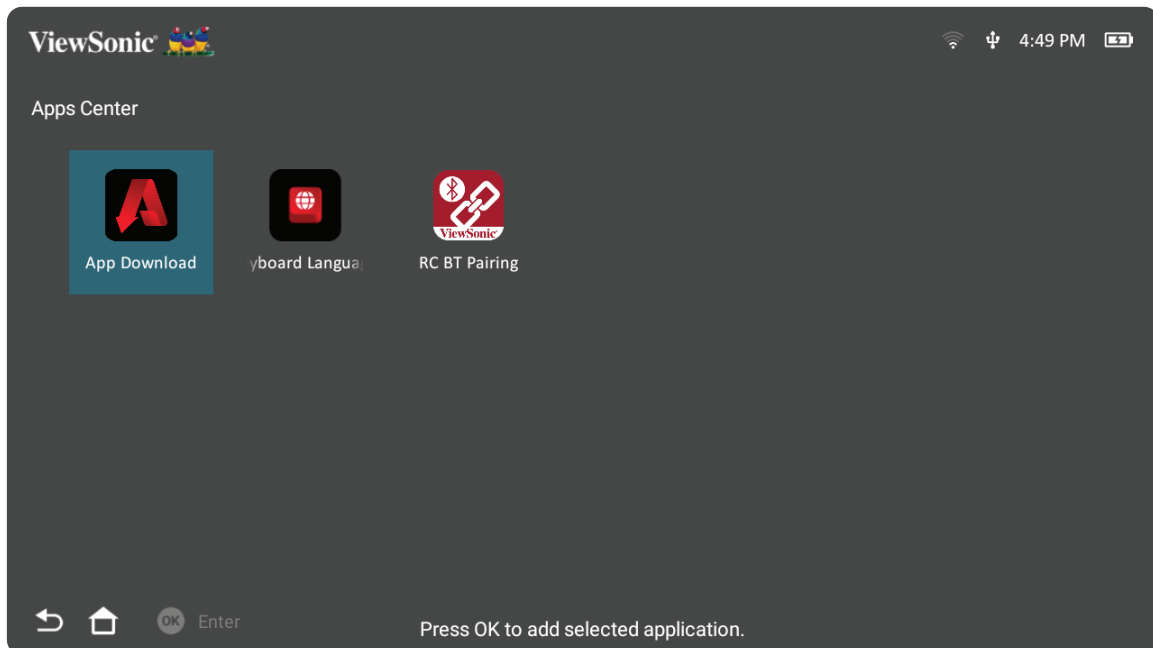 ViewSonic®
4:49 PM
Apps Center
App Download
yboard Langua
ViewSonic
RC BT Pairing
OK Enter
Press OK to add selected application.